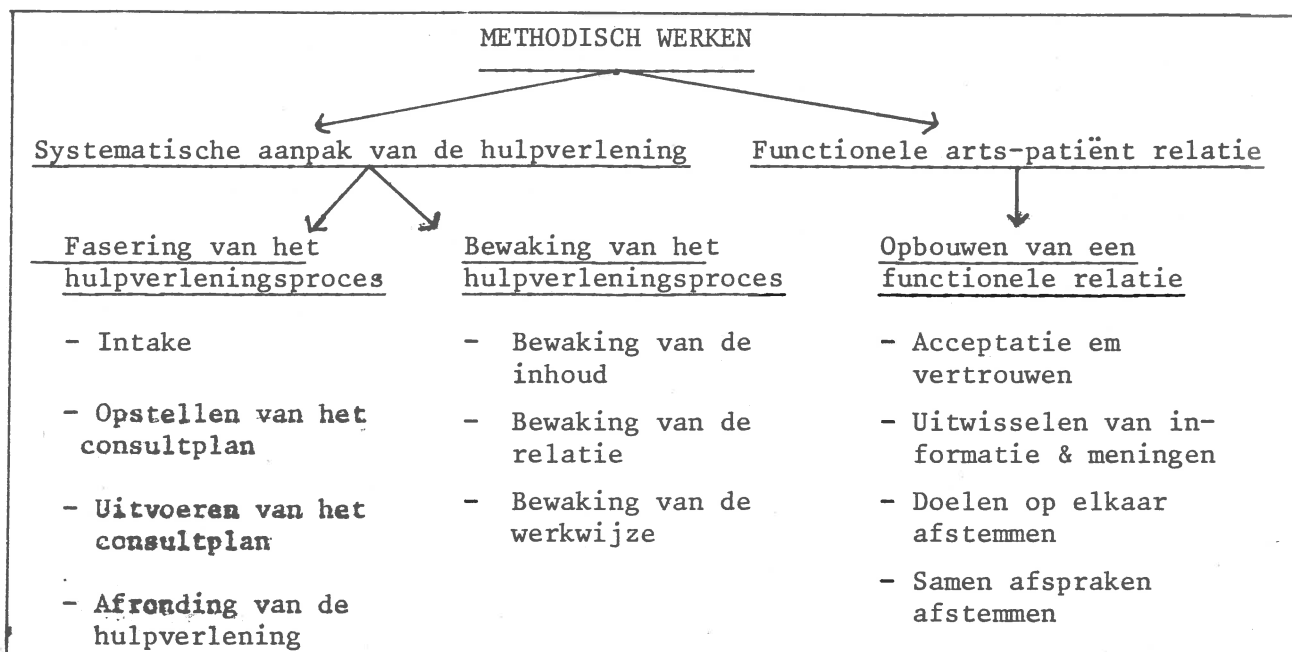 METHODISCH WERKEN
Systematische aanpak van de hulpverlening
Functionele arts-patiënt relatie
Fasering van het
hulpverleningsproces
- Intake
- Opstellen van het
consultplan
- Uitvoeren van het
consultplan
- Afronding van de
hulpverlening
Bewaking van het
hulpverleningsproces
- Bewaking van de
inhoud
- Bewaking van de
relatie
- Bewaking van de
werkwijze
Opbouwen van een
functionele relatie
- Acceptatie em
vertrouwen
- Uitwisselen van in-
formatie & meningen
- Doelen op elkaar
afstemmen
- Samen afspraken
afstemmen